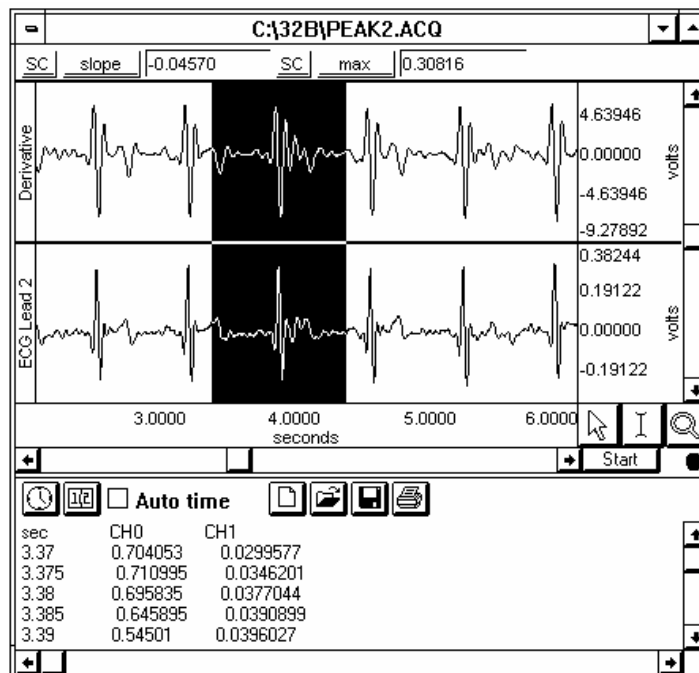 C:\32B\PEAK2.ACQ
SC slope -0.04570 SC max 0.30816
Derivative
4.63946
0.00000
-4.63946
-9.27892
volts
ECG Lead 2
0.38244
0.19122
0.00000
-0.19122
volts
3.0000 4.0000 5.0000 6.0000
seconds
Start
Auto time
sec CH0 CH1
3.37 0.704053 0.0299577
3.375 0.710995 0.0346201
3.38 0.695835 0.0377044
3.385 0.645895 0.0390899
3.39 0.54501 0.0396027